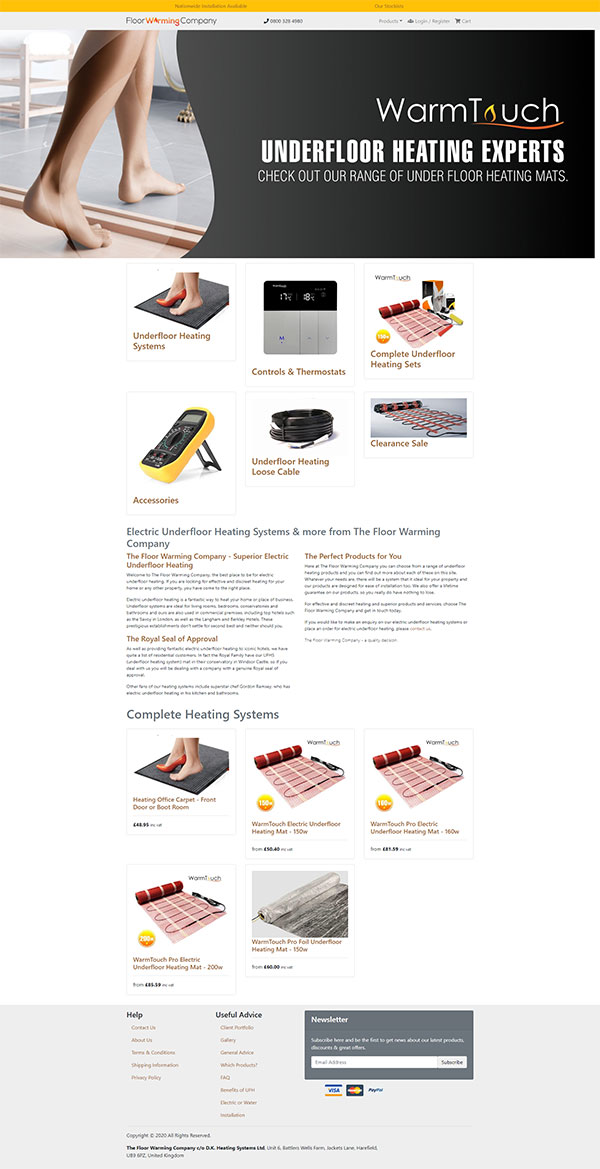 Nationwide Installation Available
Our Stockists
Floor Warming Company
0800 328 4980
Products
Login / Register
Cart
WarmTouch
UNDERFLOOR HEATING EXPERTS
CHECK OUT OUR RANGE OF UNDER FLOOR HEATING MATS.
Underfloor Heating
Systems
17°c
18°c
M
Controls & Thermostats
WarmTouch
150w
Complete Underfloor
Heating Sets
Accessories
Underfloor Heating
Loose Cable
Clearance Sale
Electric Underfloor Heating Systems & more from The Floor Warming
Company
The Floor Warming Company - Superior Electric
Underfloor Heating
Welcome to The Floor Warming Company, the best place to be for electric
underfloor heating. If you are looking for effective and discreet heating for your
home or any other property, you have come to the right place.
Electric underfloor heating is a fantastic way to heat your home or place of business.
Underfloor systems are ideal for living rooms, bedrooms, conservatories and
bathrooms and ours are also used in commercial premises, including top hotels such
as the Savoy in London, as well as the Langham and Barkley Hotels. These
prestigious establishments don't settle for second best and neither should you.
The Royal Seal of Approval
As well as providing fantastic electric underfloor heating to iconic hotels, we have
quite a list of residential customers. In fact the Royal Family have our UFHS
(underfloor heating system) mat in their conservatory in Windsor Castle, so if you
deal with us you will be dealing with a company with a genuine Royal seal of
approval.
Other fans of our heating systems include superstar chef Gordon Ramsay, who has
electric underfloor heating in his kitchen and bathrooms.
The Perfect Products for You
Here at The Floor Warming Company you can choose from a range of underfloor
heating products and you can find out more about each of these on this site.
Whatever your needs are, there will be a system that is ideal for your property and
our products are designed for ease of installation too. We also offer a lifetime
guarantee on our products, so you really do have nothing to lose.
For effective and discreet heating and superior products and services, choose The
Floor Warming Company and get in touch today.
If you would like to make an enquiry on our electric underfloor heating systems or
place an order for electric underfloor heating, please contact us.
The Floor Warming Company - a quality decision
Complete Heating Systems
Heating Office Carpet - Front
Door or Boot Room
£48.95 inc vat
WarmTouch
150w
WarmTouch Electric Underfloor
Heating Mat - 150w
from £50.40 inc vat
WarmTouch
160w
WarmTouch Pro Electric
Underfloor Heating Mat - 160w
from £81.59 inc vat
WarmTouch
200w
WarmTouch Pro Electric
Underfloor Heating Mat - 200w
from £85.59 inc vat
WarmTouch Pro Foil Underfloor
Heating Mat - 150w
from £60.00 inc vat
Help
Contact Us
About Us
Terms & Conditions
Shipping Information
Privacy Policy
Useful Advice
Client Portfolio
Gallery
General Advice
Which Products?
FAQ
Benefits of UFH
Electric or Water
Installation
Newsletter
Subscribe here and be the first to get news about our latest products,
discounts & great offers.
Email Address
Subscribe
VISA
PayPal
Copyright © 2020 All Rights Reserved.
The Floor Warming Company c/o D.K. Heating Systems Ltd, Unit 6, Battlers Wells Farm, Jackets Lane, Harefield,
UB9 6PZ, United Kingdom